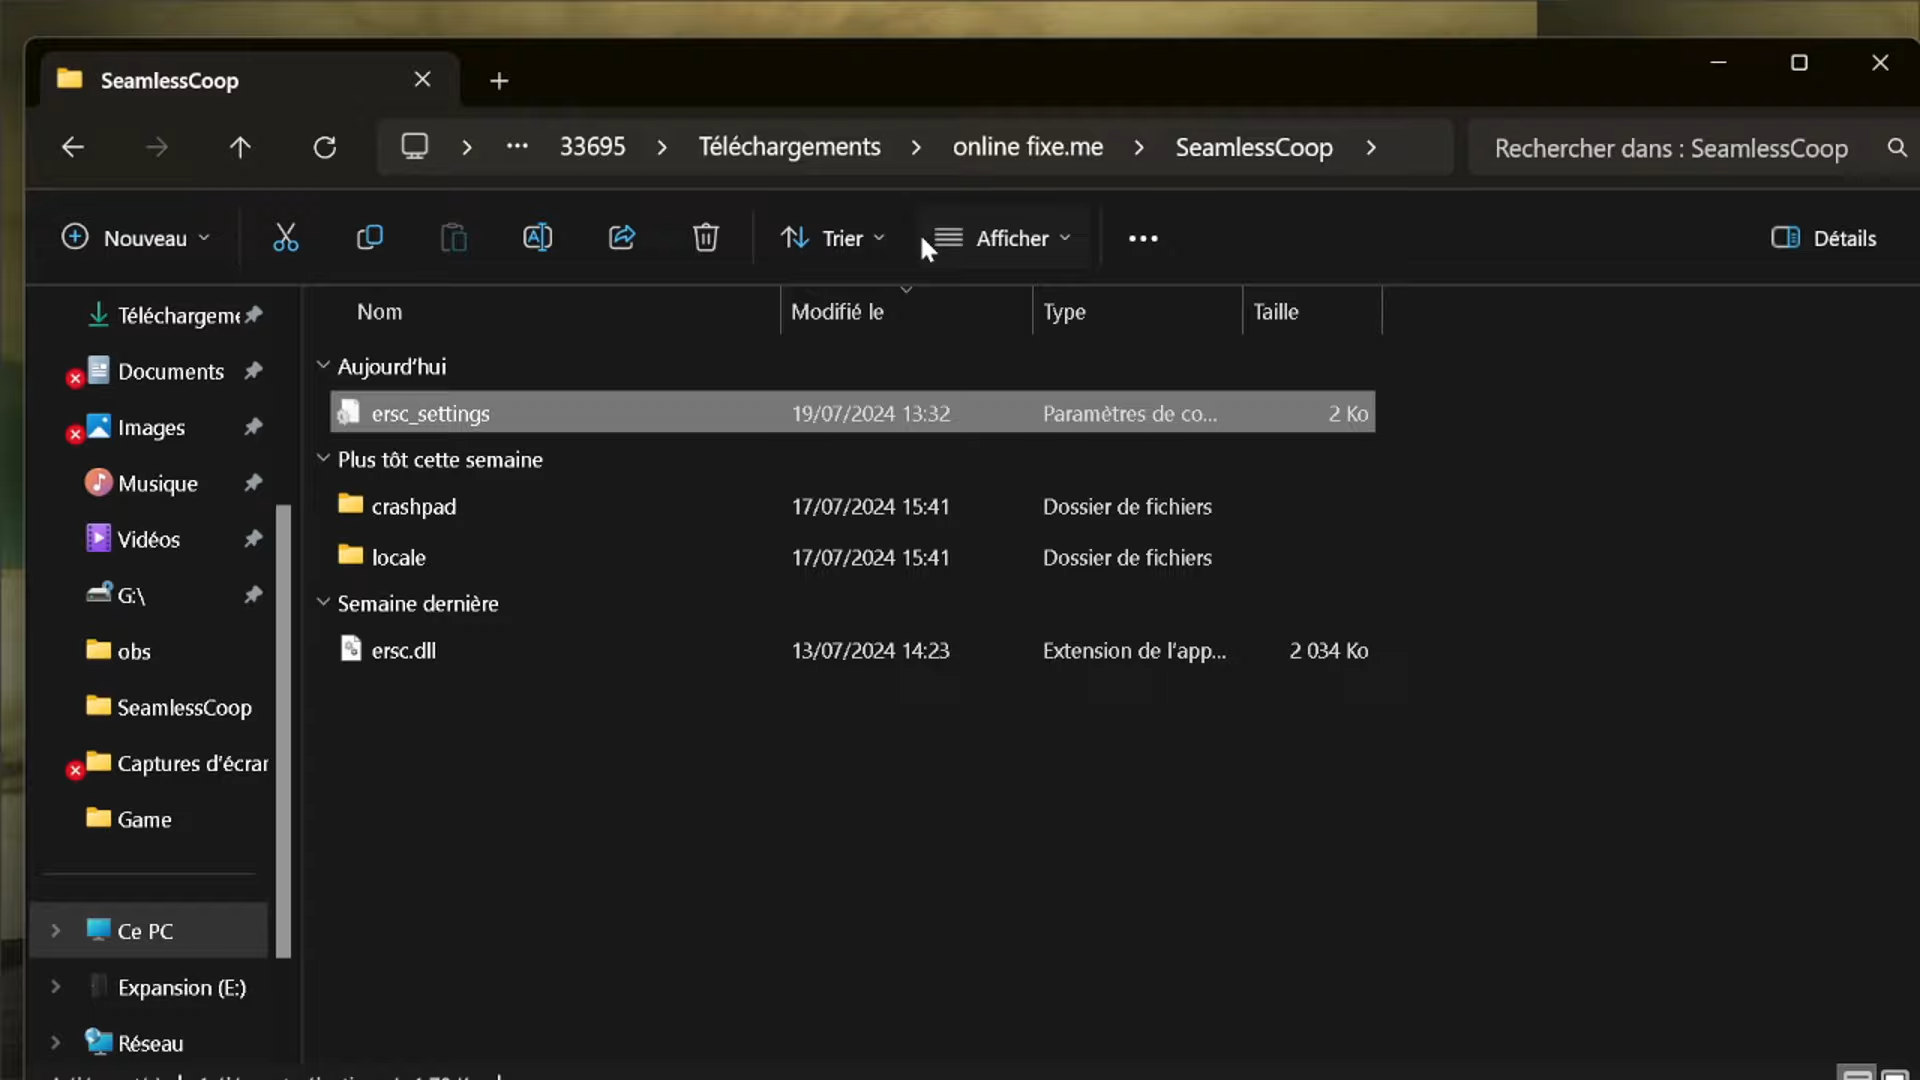 SeamlessCoop
33695 Téléchargements online fixe.me SeamlessCoop Rechercher dans : SeamlessCoop
Nouveau Trier Afficher Détails
Nom Modifié le Type Taille
Téléchargeme
Documents
Images
Musique
Vidéos
G:\
obs
SeamlessCoop
Captures d'écrar
Game
Ce PC
Expansion (E:)
Réseau
Aujourd'hui
ersc_settings 19/07/2024 13:32 Paramètres de co... 2 Ko
Plus tôt cette semaine
crashpad 17/07/2024 15:41 Dossier de fichiers
locale 17/07/2024 15:41 Dossier de fichiers
Semaine dernière
ersc.dll 13/07/2024 14:23 Extension de l'app... 2 034 Ko